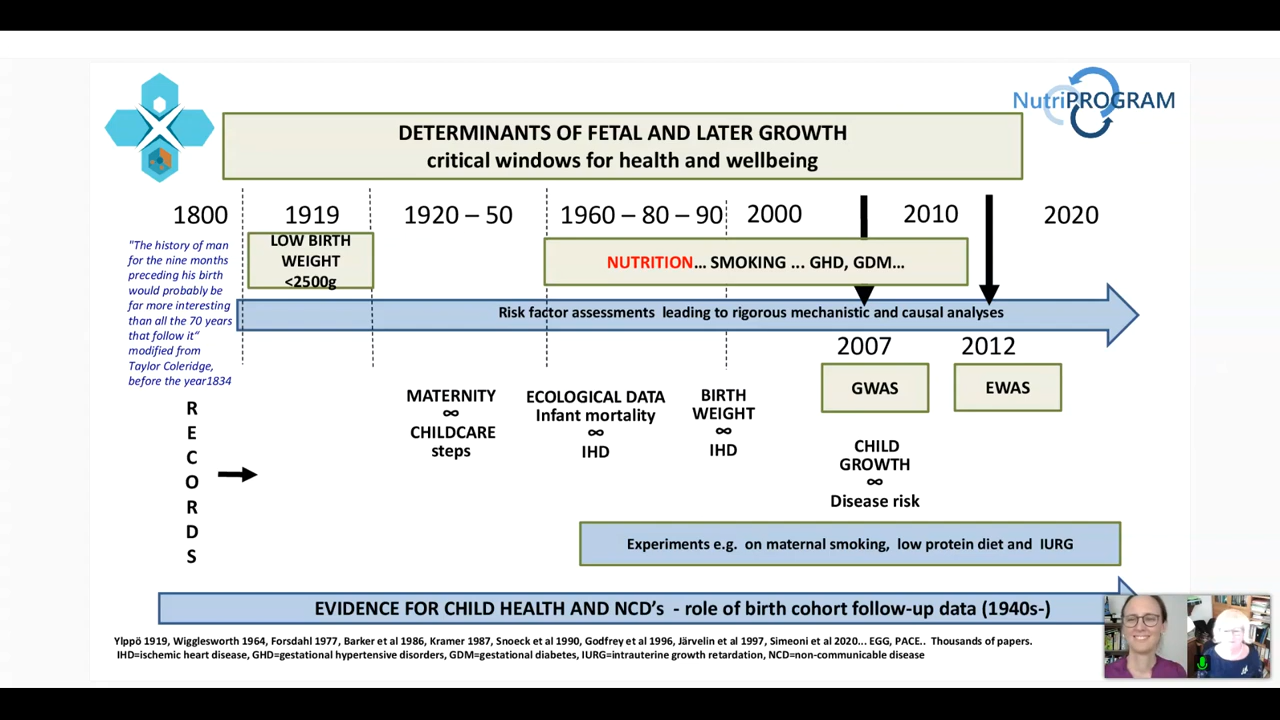 NutriPROGRAM
DETERMINANTS OF FETAL AND LATER GROWTH
critical windows for health and wellbeing
1800
1919
1920 – 50
1960 – 80 – 90
2000
2010
2020
"The history of man
for the nine months
preceding his birth
would probably be
far more interesting
than all the 70 years
that follow it“
modified from
Taylor Coleridge,
before the year1834
LOW BIRTH
WEIGHT
<2500g
NUTRITION... SMOKING ... GHD, GDM...
Risk factor assessments leading to rigorous mechanistic and causal analyses
2007
2012
GWAS
EWAS
R
E
C
O
R
D
S
MATERNITY
∞
CHILDCARE
steps
ECOLOGICAL DATA
Infant mortality
∞
IHD
BIRTH
WEIGHT
∞
IHD
CHILD
GROWTH
∞
Disease risk
Experiments e.g. on maternal smoking, low protein diet and IURG
EVIDENCE FOR CHILD HEALTH AND NCD’s - role of birth cohort follow-up data (1940s-)
Ylppö 1919, Wigglesworth 1964, Forsdahl 1977, Barker et al 1986, Kramer 1987, Snoeck et al 1990, Godfrey et al 1996, Järvelin et al 1997, Simeoni et al 2020... EGG, PACE.. Thousands of papers.
IHD=ischemic heart disease, GHD=gestational hypertensive disorders, GDM=gestational diabetes, IURG=intrauterine growth retardation, NCD=non-communicable disease